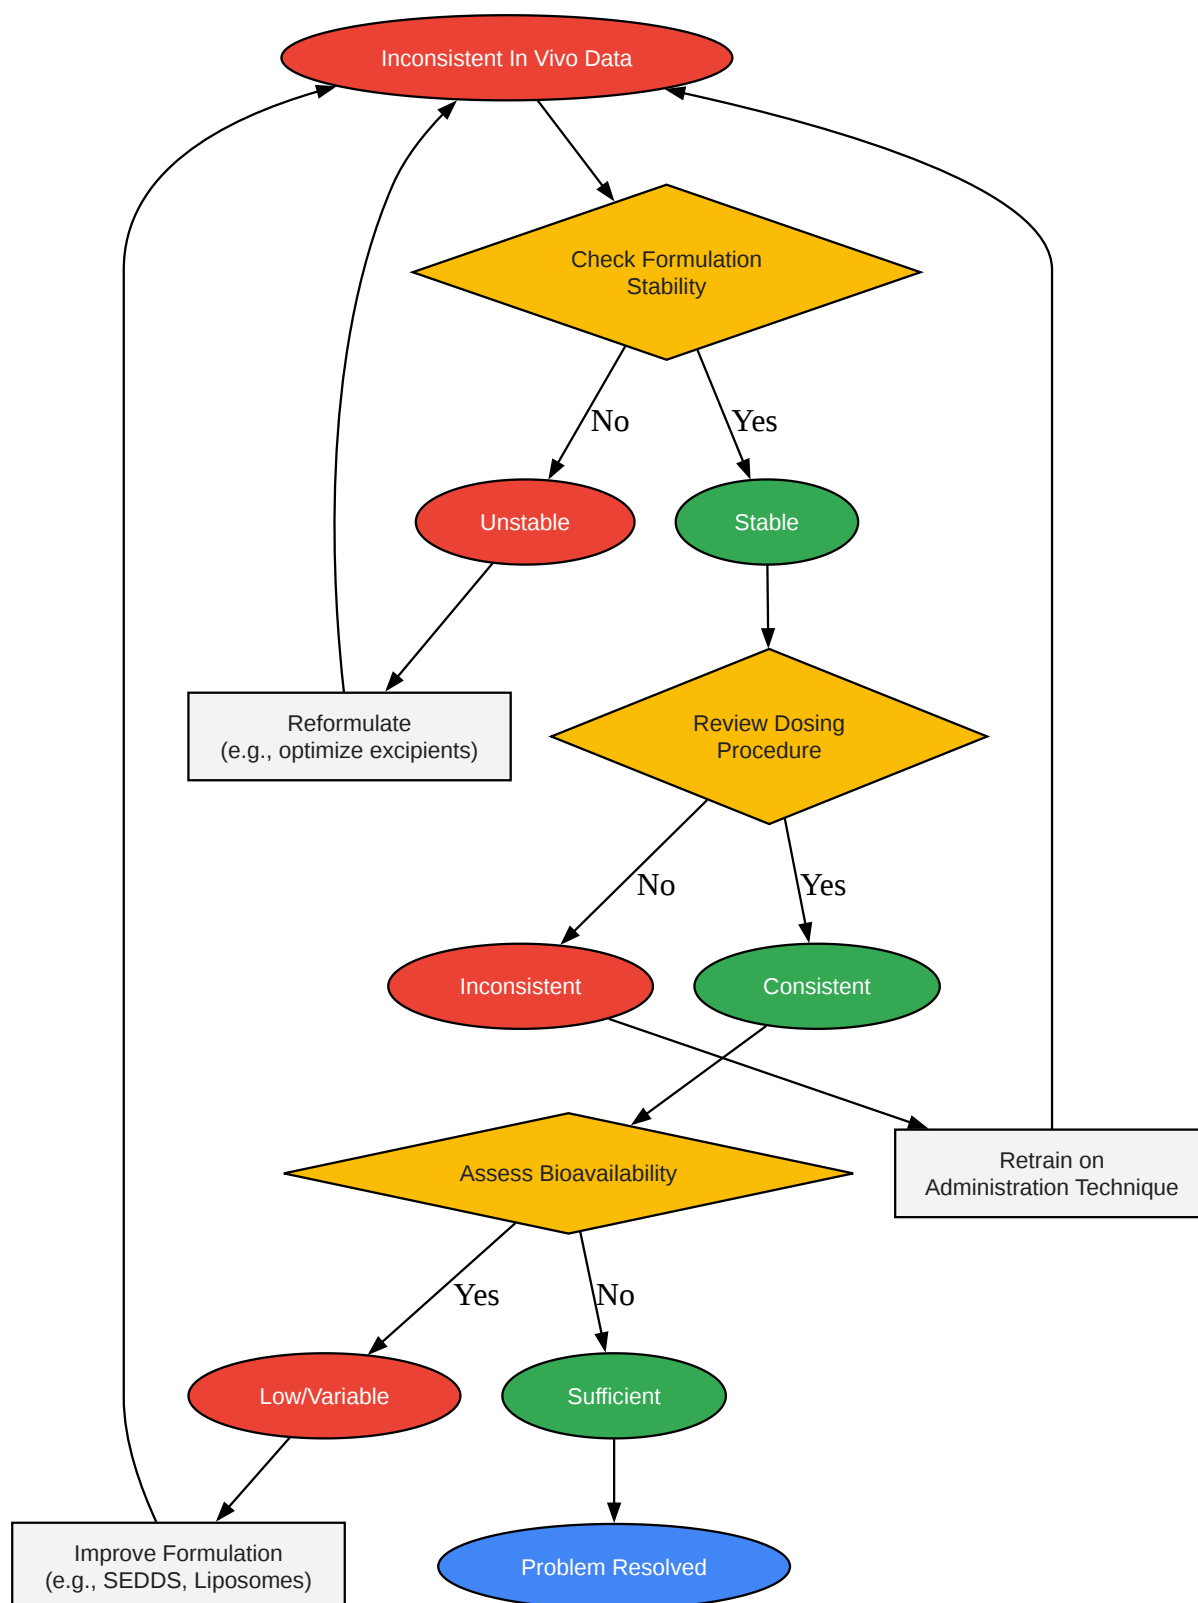 Inconsistent In Vivo Data
Check Formulation
Stability
No
Yes
Unstable
Stable
Reformulate
(e.g., optimize excipients)
Review Dosing
Procedure
No
Yes
Inconsistent
Consistent
Assess Bioavailability
Retrain on
Administration Technique
Yes
No
Low/Variable
Sufficient
Improve Formulation
(e.g., SEDDS, Liposomes)
Problem Resolved